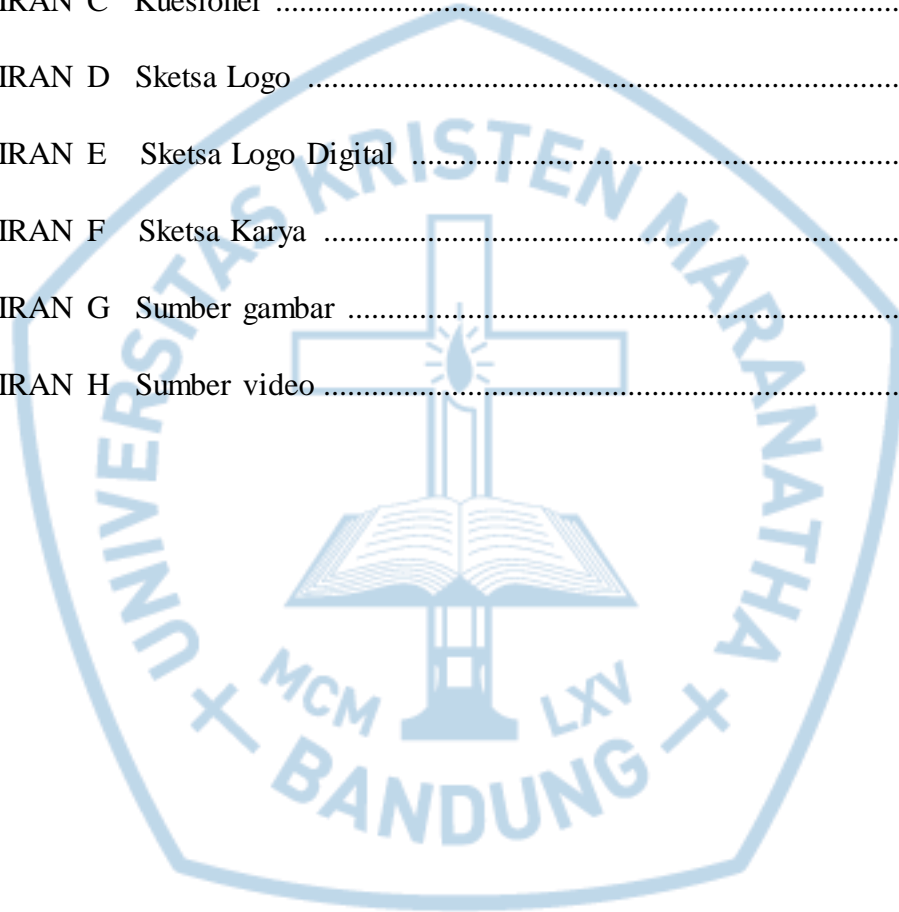 IRAN C Kuesioner ........................................................................
IRAN D Sketsa Logo ....................................................................
IRAN E Sketsa Logo Digital ........................................................
IRAN F Sketsa Karya ..................................................................
IRAN G Sumber gambar ..............................................................
IRAN H Sumber video .................................................................
UNIVERSITAS KRISTEN MARANATHA
MCM LXV
BANDUNG